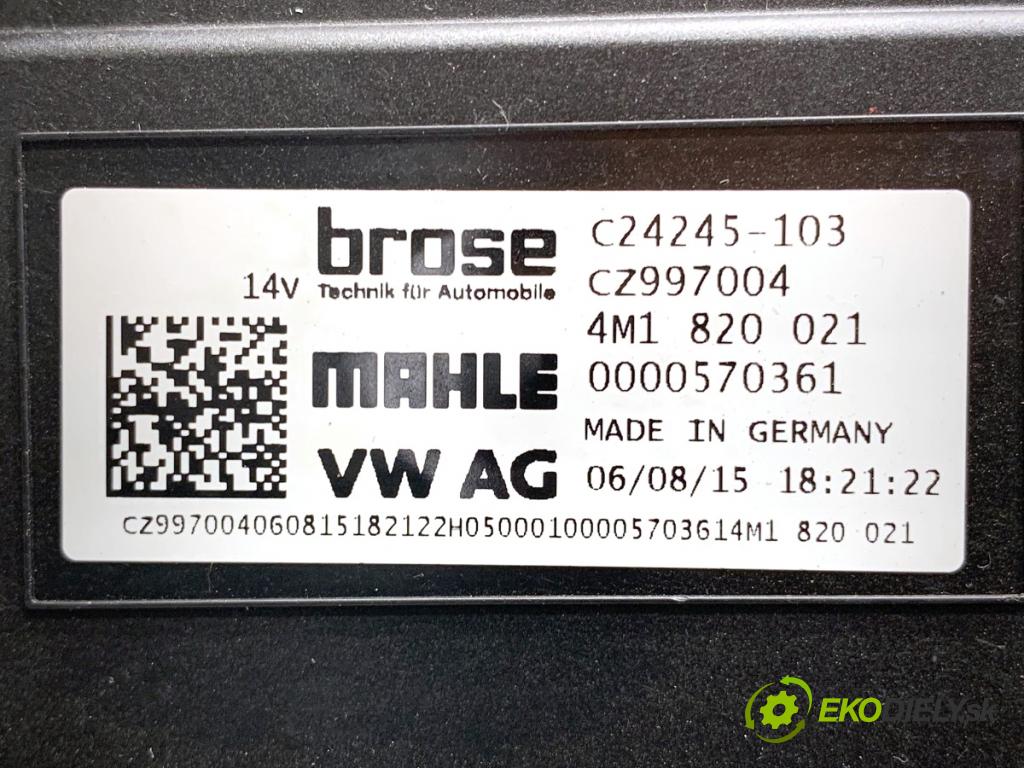 brose
Technik für Automobile
14V
MAHLE
VW AG
C24245-103
CZ997004
4M1 820 021
0000570361
MADE IN GERMANY
06/08/15 18:21:22
CZ997004060815182122H05000100005703614M1 820 021
EKODIELY.sk